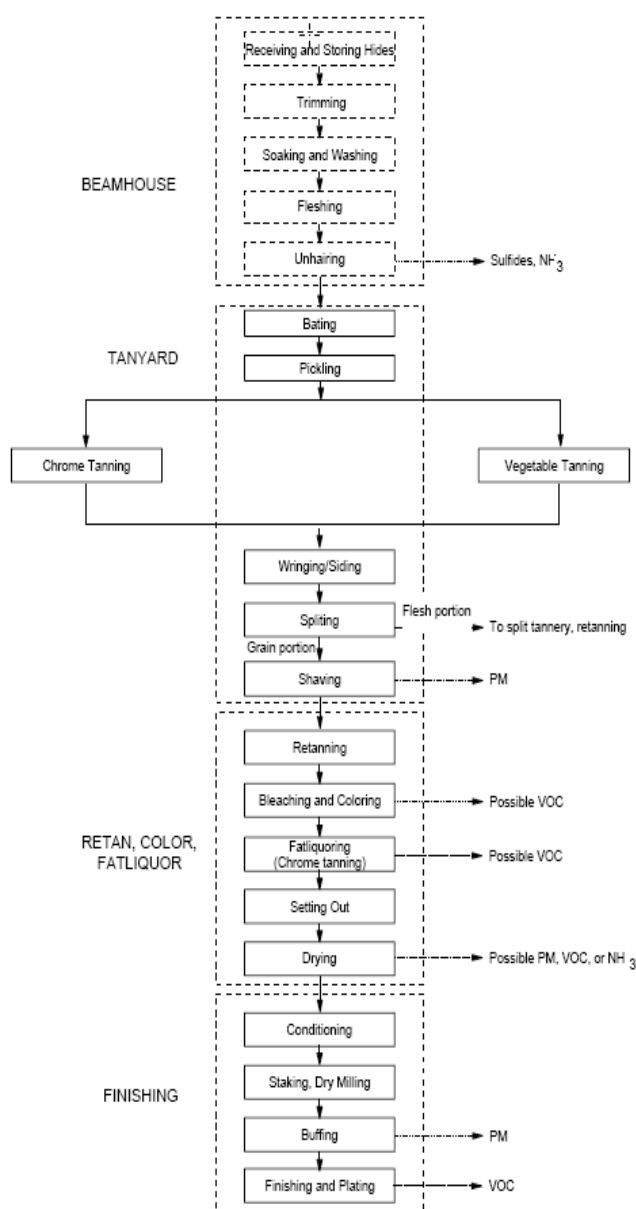 Receiving and Storing Hides
Trimming
Soaking and Washing
BEAMHOUSE
Fleshing
Unhairing
Sulfides, NH3
Bating
TANYARD
Pickling
Chrome Tanning
Vegetable Tanning
Wringing/Siding
Flesh portion
Spliting
To split tannery, retanning
Grain portion
Shaving
PM
Retanning
Bleaching and Coloring
Possible VOC
RETAN, COLOR,
FATLIQUOR
Fatliquoring
(Chrome tanning)
Possible VOC
Setting Out
Drying
Possible PM, VOC, or NH 3
Conditioning
Staking, Dry Milling
FINISHING
Buffing
PM
Finishing and Plating
VOC